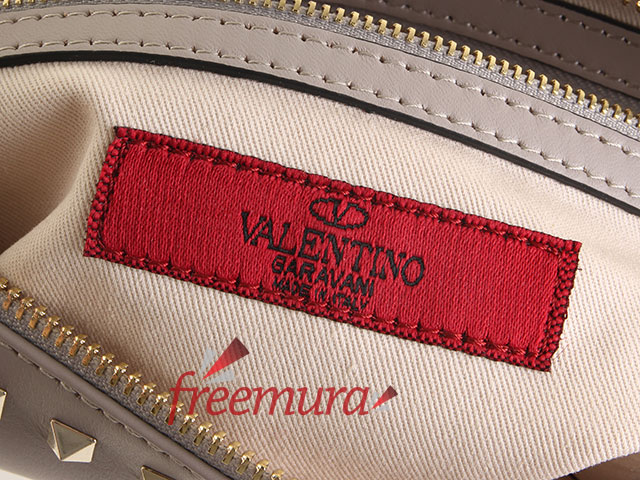 VALENTINO
GARAVANI
MADE IN ITALY
freemura